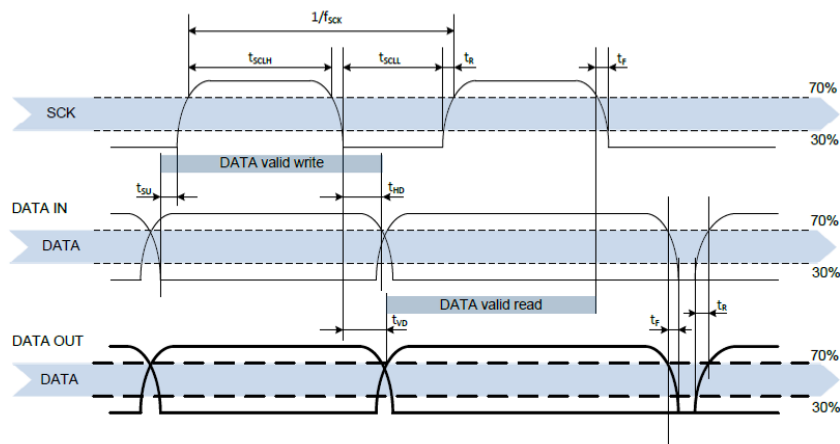 1/fSCK
tSCLH tSCLL tR tF
70%
SCK
30%
DATA valid write
tSU tHD
DATA IN
70%
DATA
30%
DATA valid read
tVD tF tR
DATA OUT
70%
DATA
30%